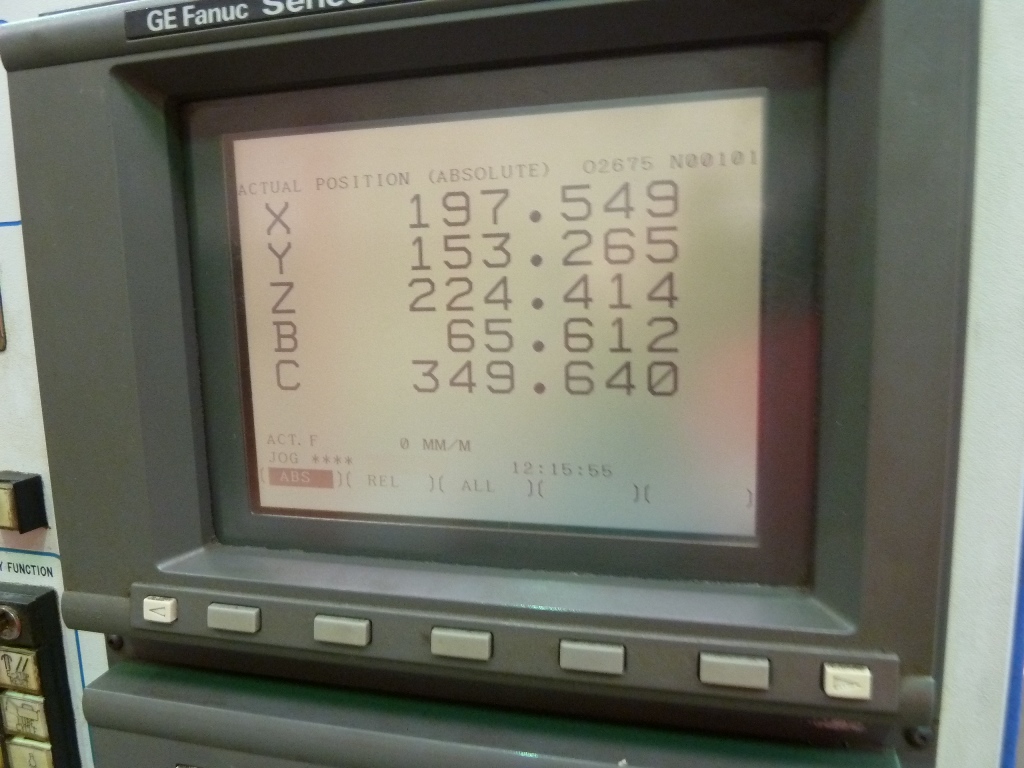 GE Fanuc Series
ACTUAL POSITION (ABSOLUTE) O2675 N00101
X 197.549
Y 153.265
Z 224.414
B 65.612
C 349.640
ACT. F 0 MM/M
JOG ****
12:15:55
( ABS )( REL )( ALL )( )( )
FUNCTION